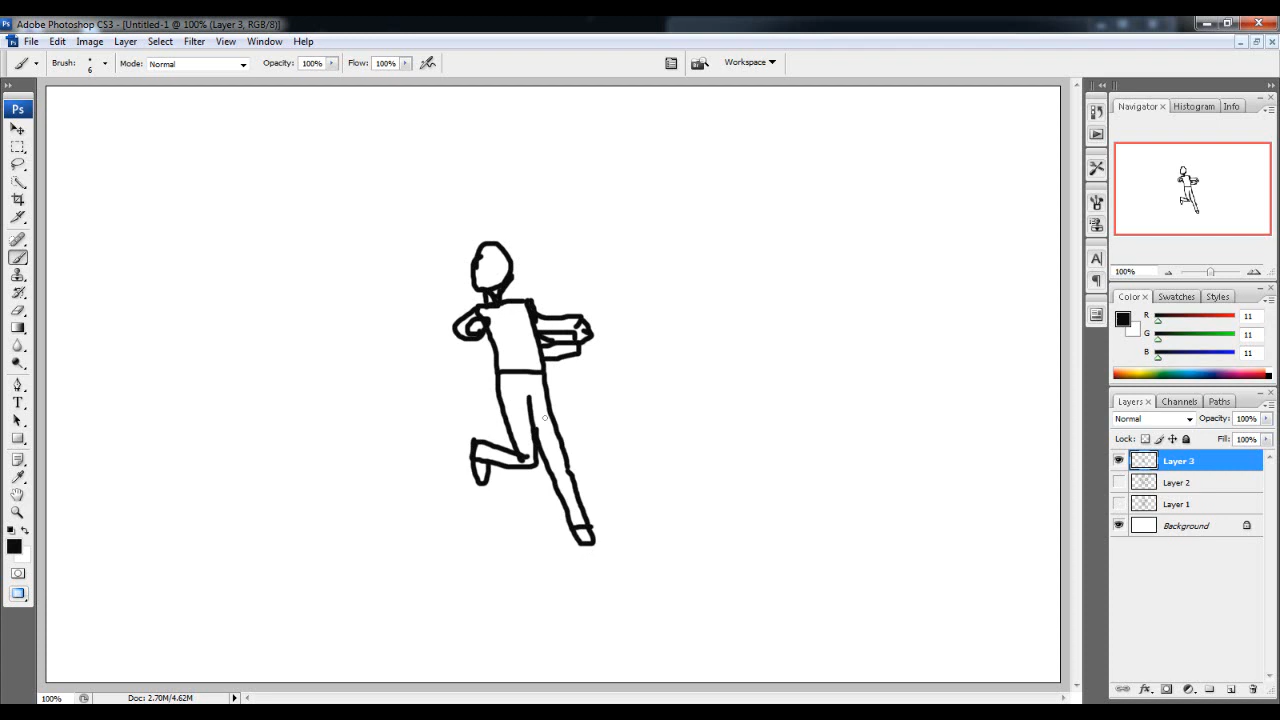 Ps Adobe Photoshop CS3 - [Untitled-1 @ 100% (Layer 3, RGB/8)]
File Edit Image Layer Select Filter View Window Help
Brush: 6 Mode: Normal Opacity: 100% Flow: 100% Workspace
Ps
Navigator Histogram Info
100%
Color Swatches Styles
R 11
G 11
B 11
Layers Channels Paths
Normal Opacity: 100%
Lock: Fill: 100%
Layer 3
Layer 2
Layer 1
Background
100% Doc: 2.70M/4.62M